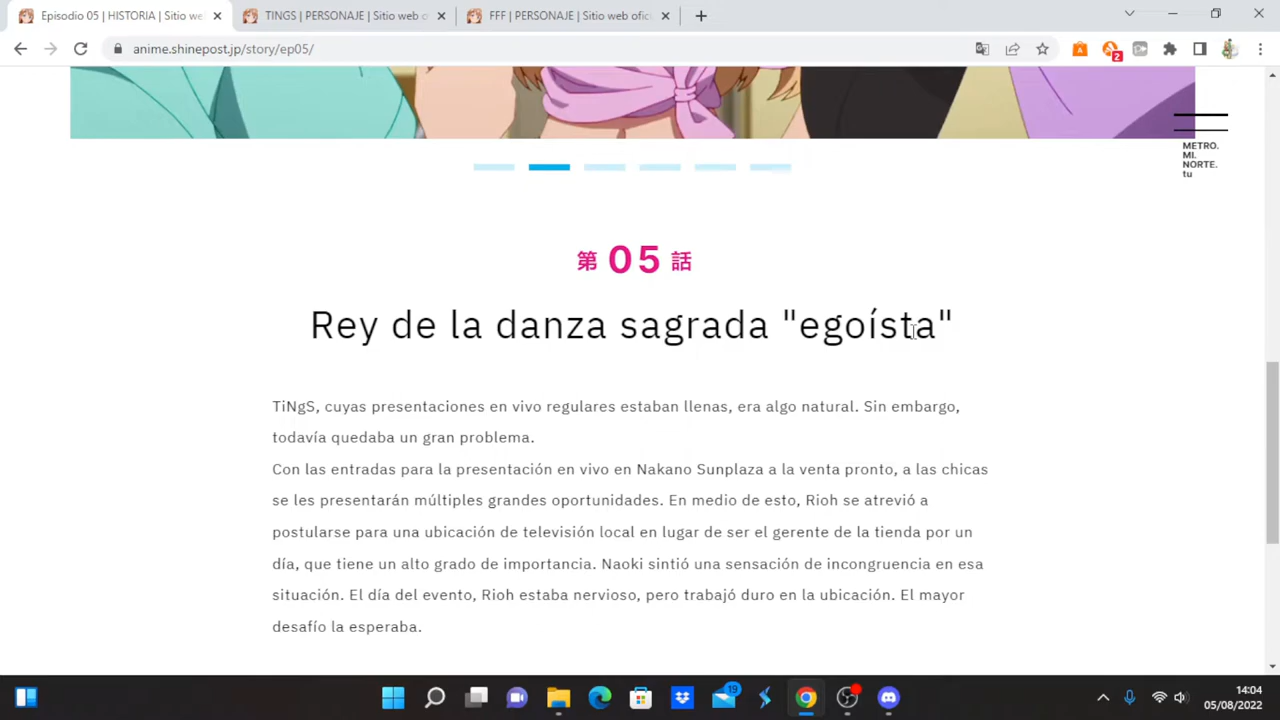 Episodio 05 | HISTORIA | Sitio we
TINGS | PERSONAJE | Sitio web o
FFF | PERSONAJE | Sitio web ofic
anime.shinepost.jp/story/ep05/
2
METRO.
MI.
NORTE.
tu
第 05 話
Rey de la danza sagrada "egoísta"
TiNgS, cuyas presentaciones en vivo regulares estaban llenas, era algo natural. Sin embargo,
todavía quedaba un gran problema.
Con las entradas para la presentación en vivo en Nakano Sunplaza a la venta pronto, a las chicas
se les presentarán múltiples grandes oportunidades. En medio de esto, Rioh se atrevió a
postularse para una ubicación de televisión local en lugar de ser el gerente de la tienda por un
día, que tiene un alto grado de importancia. Naoki sintió una sensación de incongruencia en esa
situación. El día del evento, Rioh estaba nervioso, pero trabajó duro en la ubicación. El mayor
desafío la esperaba.
19
14:04
05/08/2022